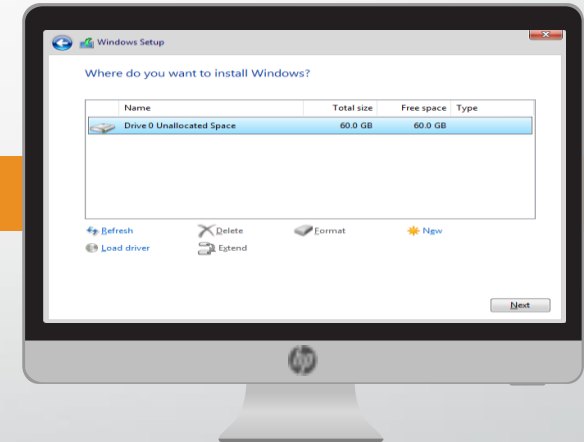 Windows Setup
Where do you want to install Windows?
Name Total size Free space Type
Drive 0 Unallocated Space 60.0 GB 60.0 GB
Refresh Delete Format New
Load driver Extend
Next
hp